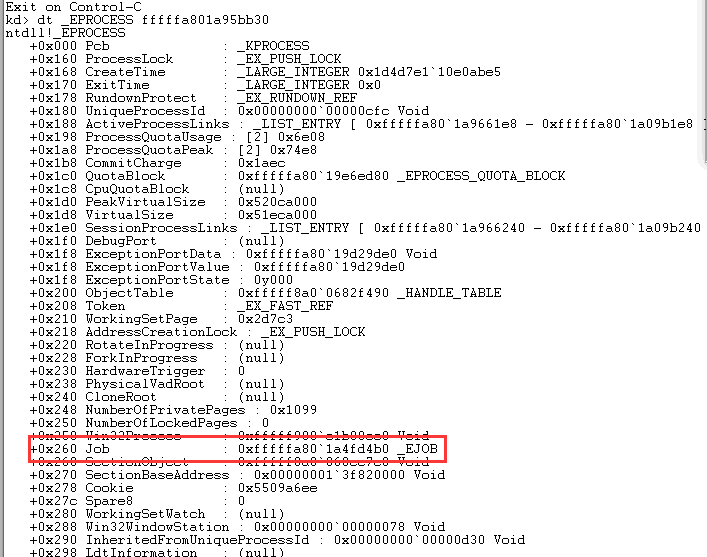 Exit on Control-C
kd> dt _EPROCESS fffffa801a95bb30
ntdll!_EPROCESS
+0x000 Pcb : _KPROCESS
+0x160 ProcessLock : _EX_PUSH_LOCK
+0x168 CreateTime : _LARGE_INTEGER 0x1d4d7e1`10e0abe5
+0x170 ExitTime : _LARGE_INTEGER 0x0
+0x178 RundownProtect : _EX_RUNDOWN_REF
+0x180 UniqueProcessId : 0x00000000`00000cfc Void
+0x188 ActiveProcessLinks : _LIST_ENTRY [ 0xfffffa80`1a9661e8 - 0xfffffa80`1a09b1e8 ]
+0x198 ProcessQuotaUsage : [2] 0x6e08
+0x1a8 ProcessQuotaPeak : [2] 0x74e8
+0x1b8 CommitCharge : 0x1aec
+0x1c0 QuotaBlock : 0xfffffa80`19e6ed80 _EPROCESS_QUOTA_BLOCK
+0x1c8 CpuQuotaBlock : (null)
+0x1d0 PeakVirtualSize : 0x520ca000
+0x1d8 VirtualSize : 0x51eca000
+0x1e0 SessionProcessLinks : _LIST_ENTRY [ 0xfffffa80`1a966240 - 0xfffffa80`1a09b240
+0x1f0 DebugPort : (null)
+0x1f8 ExceptionPortData : 0xfffffa80`19d29de0 Void
+0x1f8 ExceptionPortValue : 0xfffffa80`19d29de0
+0x1f8 ExceptionPortState : 0y000
+0x200 ObjectTable : 0xfffff8a0`0682f490 _HANDLE_TABLE
+0x208 Token : _EX_FAST_REF
+0x210 WorkingSetPage : 0x2d7c3
+0x218 AddressCreationLock : _EX_PUSH_LOCK
+0x220 RotateInProgress : (null)
+0x228 ForkInProgress : (null)
+0x230 HardwareTrigger : 0
+0x238 PhysicalVadRoot : (null)
+0x240 CloneRoot : (null)
+0x248 NumberOfPrivatePages : 0x1099
+0x250 NumberOfLockedPages : 0
+0x258 Win32Process : Void
+0x260 Job : 0xfffffa80`1a4fd4b0 _EJOB
+0x268 SectionObject : Void
+0x270 SectionBaseAddress : 0x00000001`3f820000 Void
+0x278 Cookie : 0x5509a6ee
+0x27c Spare8 : 0
+0x280 WorkingSetWatch : (null)
+0x288 Win32WindowStation : 0x00000000`00000078 Void
+0x290 InheritedFromUniqueProcessId : 0x00000000`00000d30 Void
+0x298 LdtInformation : (null)